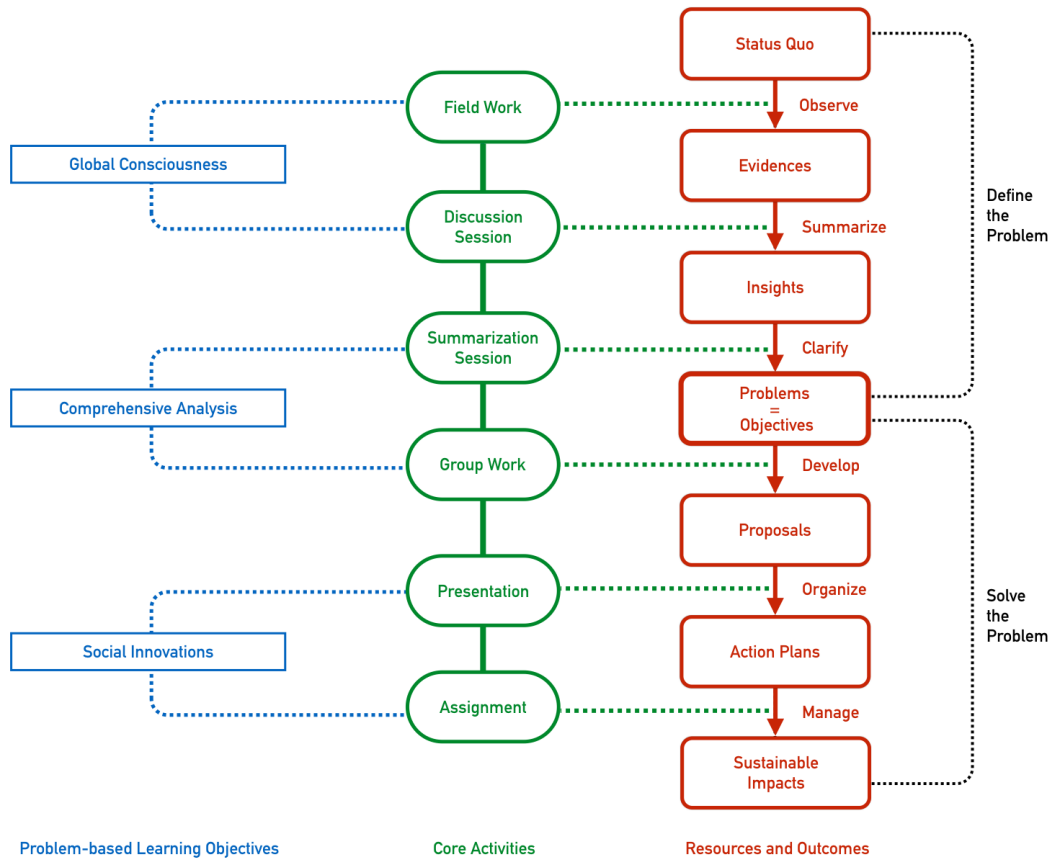 Status Quo
Field Work
Observe
Global Consciousness
Evidences
Define
the
Problem
Discussion
Session
Summarize
Insights
Summarization
Session
Clarify
Comprehensive Analysis
Problems
=
Objectives
Group Work
Develop
Proposals
Presentation
Organize
Solve
the
Problem
Social Innovations
Action Plans
Assignment
Manage
Sustainable
Impacts
Problem-based Learning Objectives
Core Activities
Resources and Outcomes